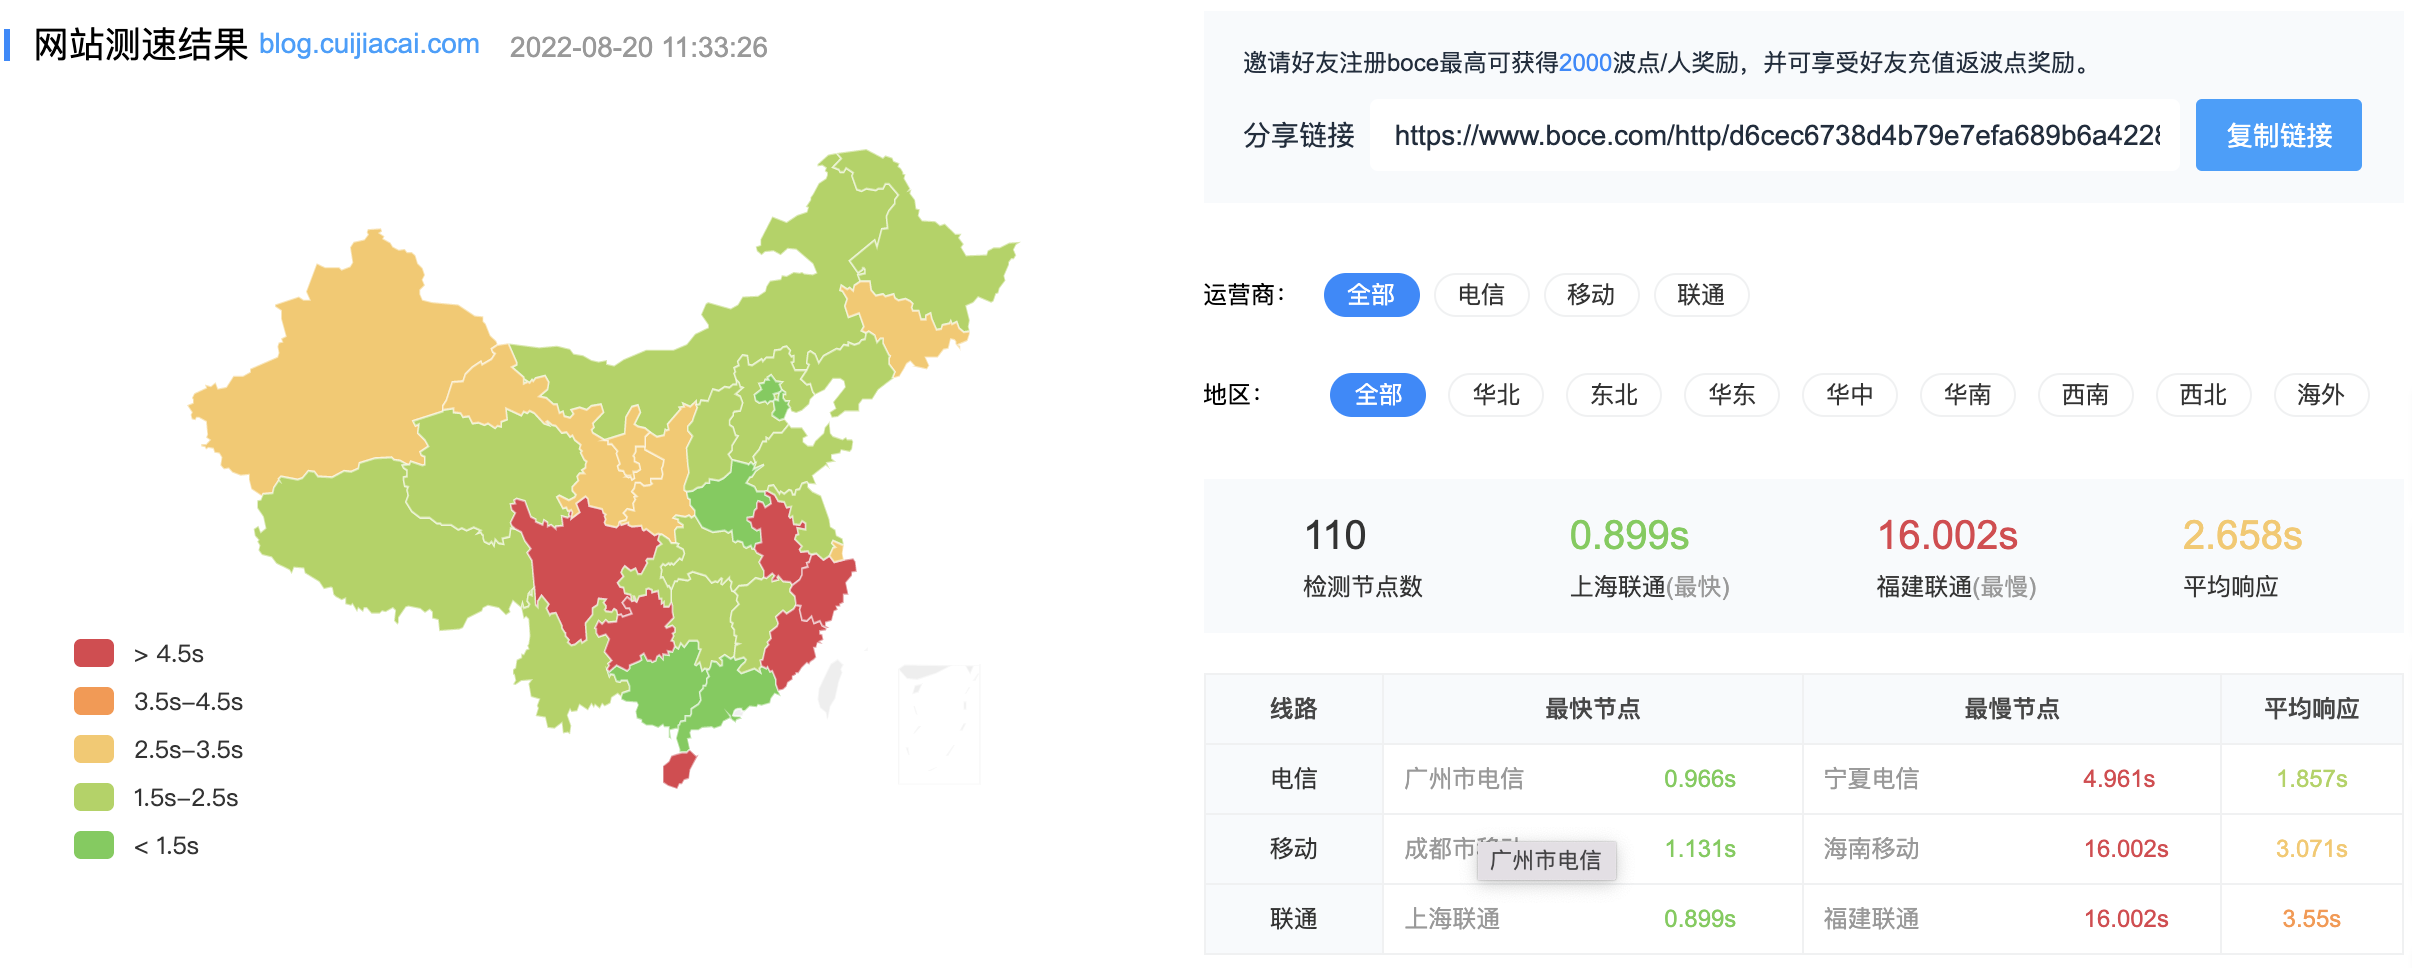 网站测速结果 blog.cuijiacai.com 2022-08-20 11:33:26
> 4.5s
3.5s-4.5s
2.5s-3.5s
1.5s-2.5s
< 1.5s
邀请好友注册boce最高可获得2000波点/人奖励，并可享受好友充值返波点奖励。
分享链接 https://www.boce.com/http/d6cec6738d4b79e7efa689b6a422 复制链接
运营商： 全部 电信 移动 联通
地区： 全部 华北 东北 华东 华中 华南 西南 西北 海外
110 0.899s 16.002s 2.658s
检测节点数 上海联通(最快) 福建联通(最慢) 平均响应
线路 最快节点 最慢节点 平均响应
电信 广州市电信 0.966s 宁夏电信 4.961s 1.857s
移动 成都市 1.131s 海南移动 16.002s 3.071s
广州市电信
联通 上海联通 0.899s 福建联通 16.002s 3.55s